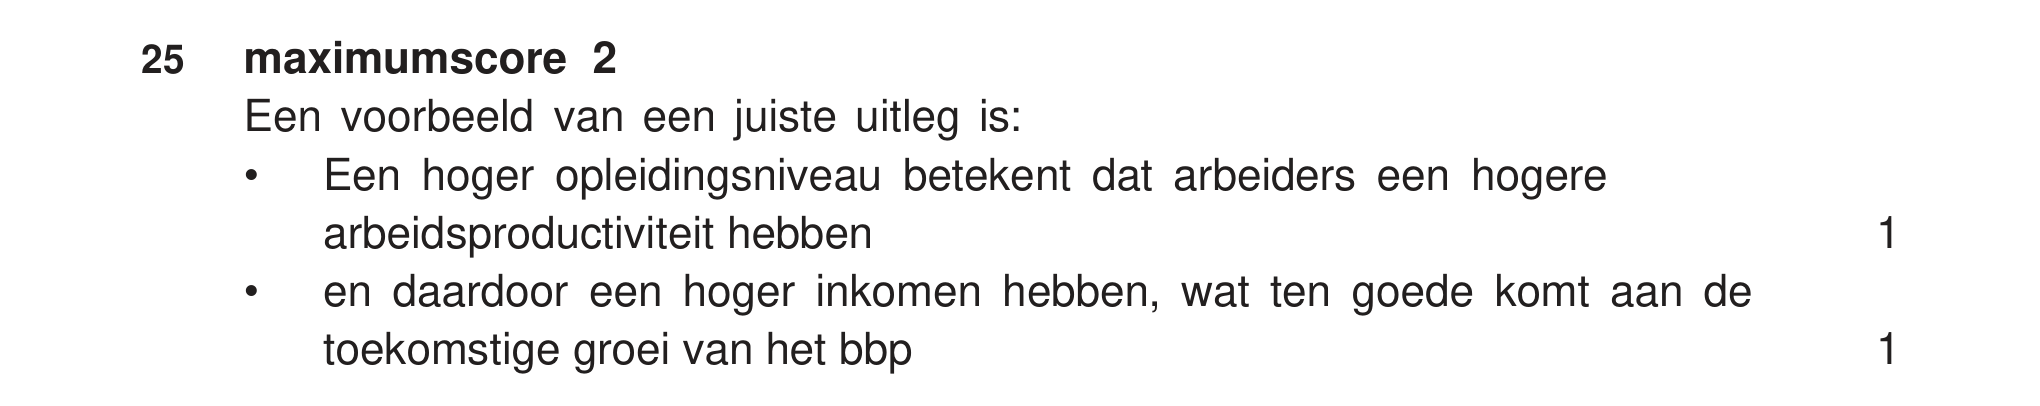 25 maximumscore 2
Een voorbeeld van een juiste uitleg is:
• Een hoger opleidingsniveau betekent dat arbeiders een hogere
arbeidsproductiviteit hebben 1
• en daardoor een hoger inkomen hebben, wat ten goede komt aan de
toekomstige groei van het bbp 1